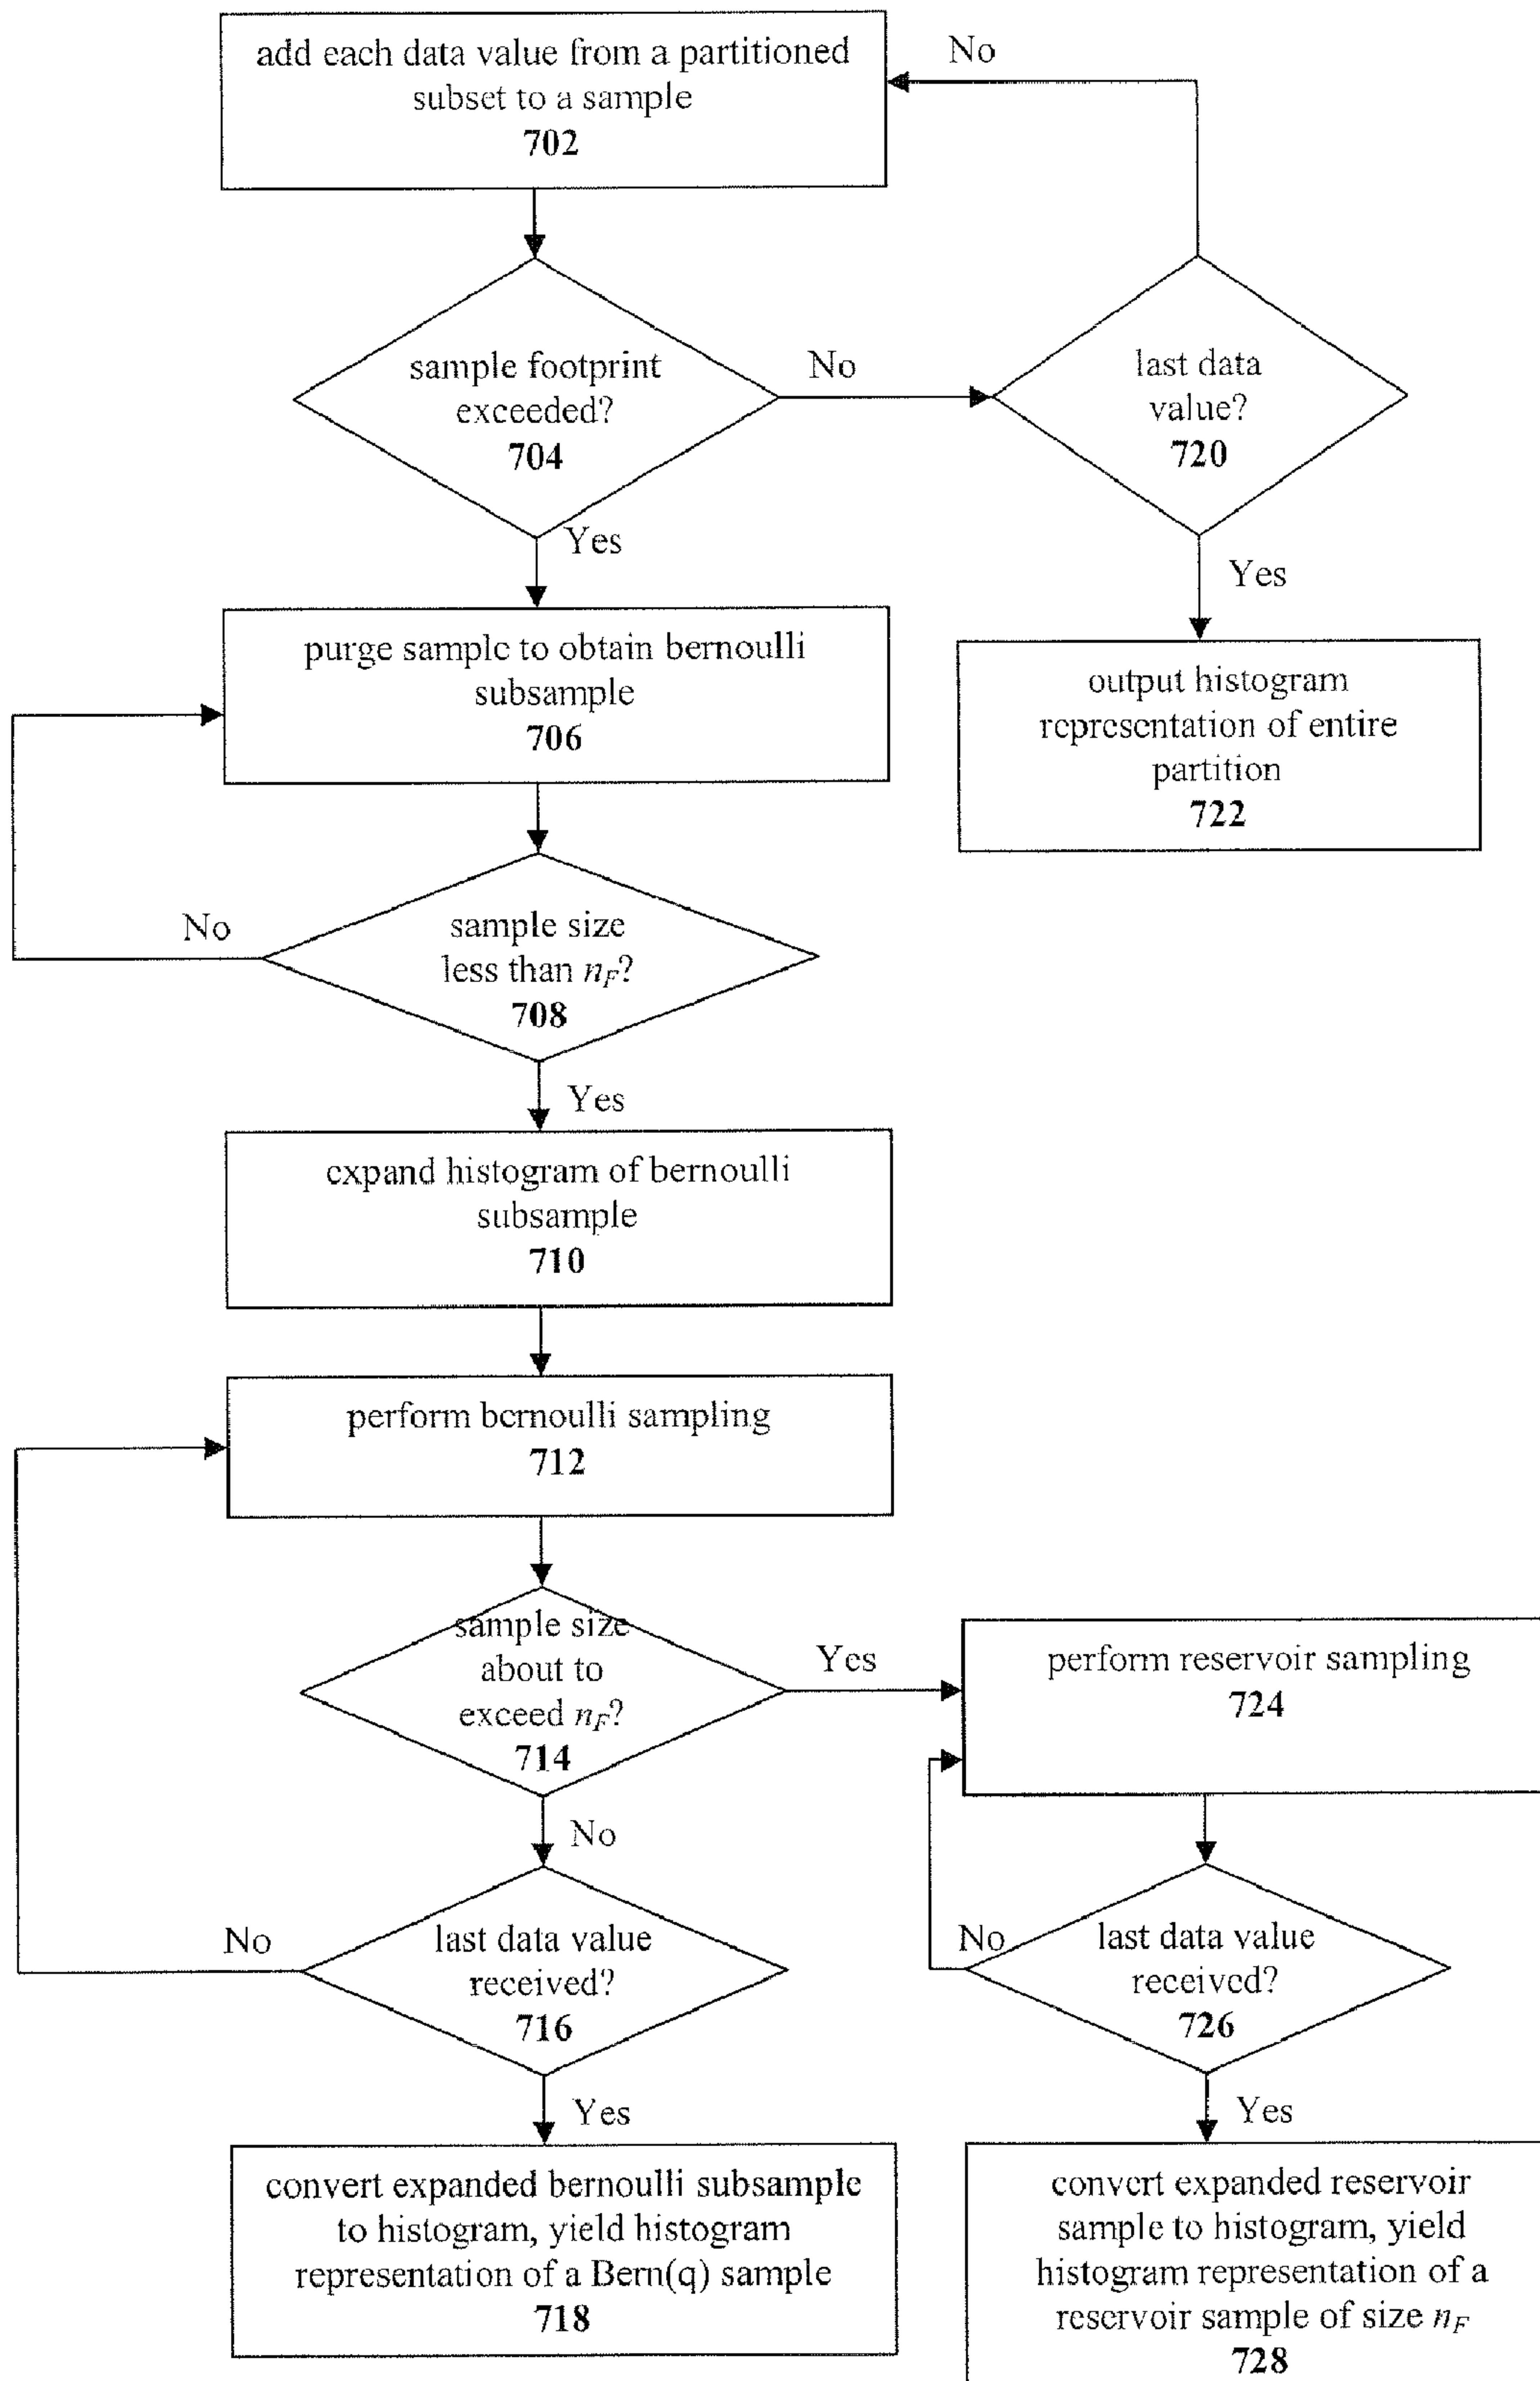 add each data value from a partitioned
subset to a sample
702
No
sample footprint
exceeded?
704
No
last data
value?
720
Yes
Yes
purge sample to obtain bernoulli
subsample
706
output histogram
representation of entire
partition
722
No
sample size
less than nF?
708
Yes
expand histogram of bernoulli
subsample
710
perform bernoulli sampling
712
sample size
about to
exceed nF?
714
Yes
perform reservoir sampling
724
No
No
last data value
received?
716
No
last data value
received?
726
Yes
Yes
convert expanded bernoulli subsample
to histogram, yield histogram
representation of a Bern(q) sample
718
convert expanded reservoir
sample to histogram, yield
histogram representation of a
reservoir sample of size nF
728